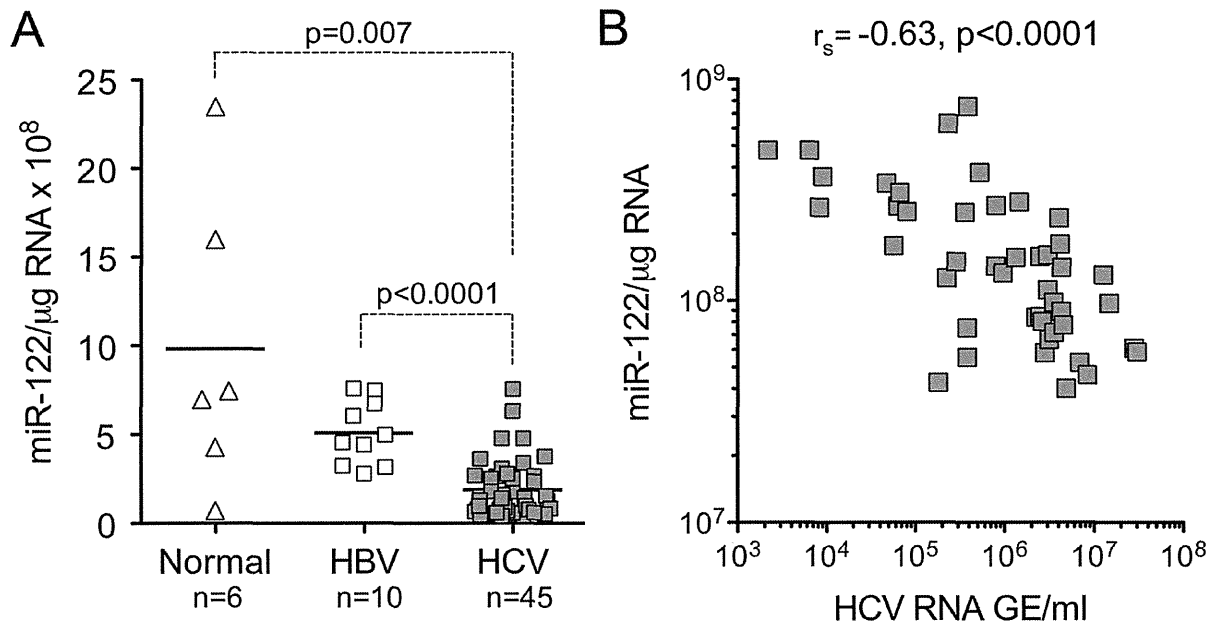 A
p=0.007
p<0.0001
miR-122/µg RNA x 10⁸
25
20
15
10
5
0
Normal
HBV
HCV
n=6
n=10
n=45
B
rₛ= -0.63, p<0.0001
miR-122/µg RNA
10⁹
10⁸
10⁷
10³
10⁴
10⁵
10⁶
10⁷
10⁸
HCV RNA GE/ml